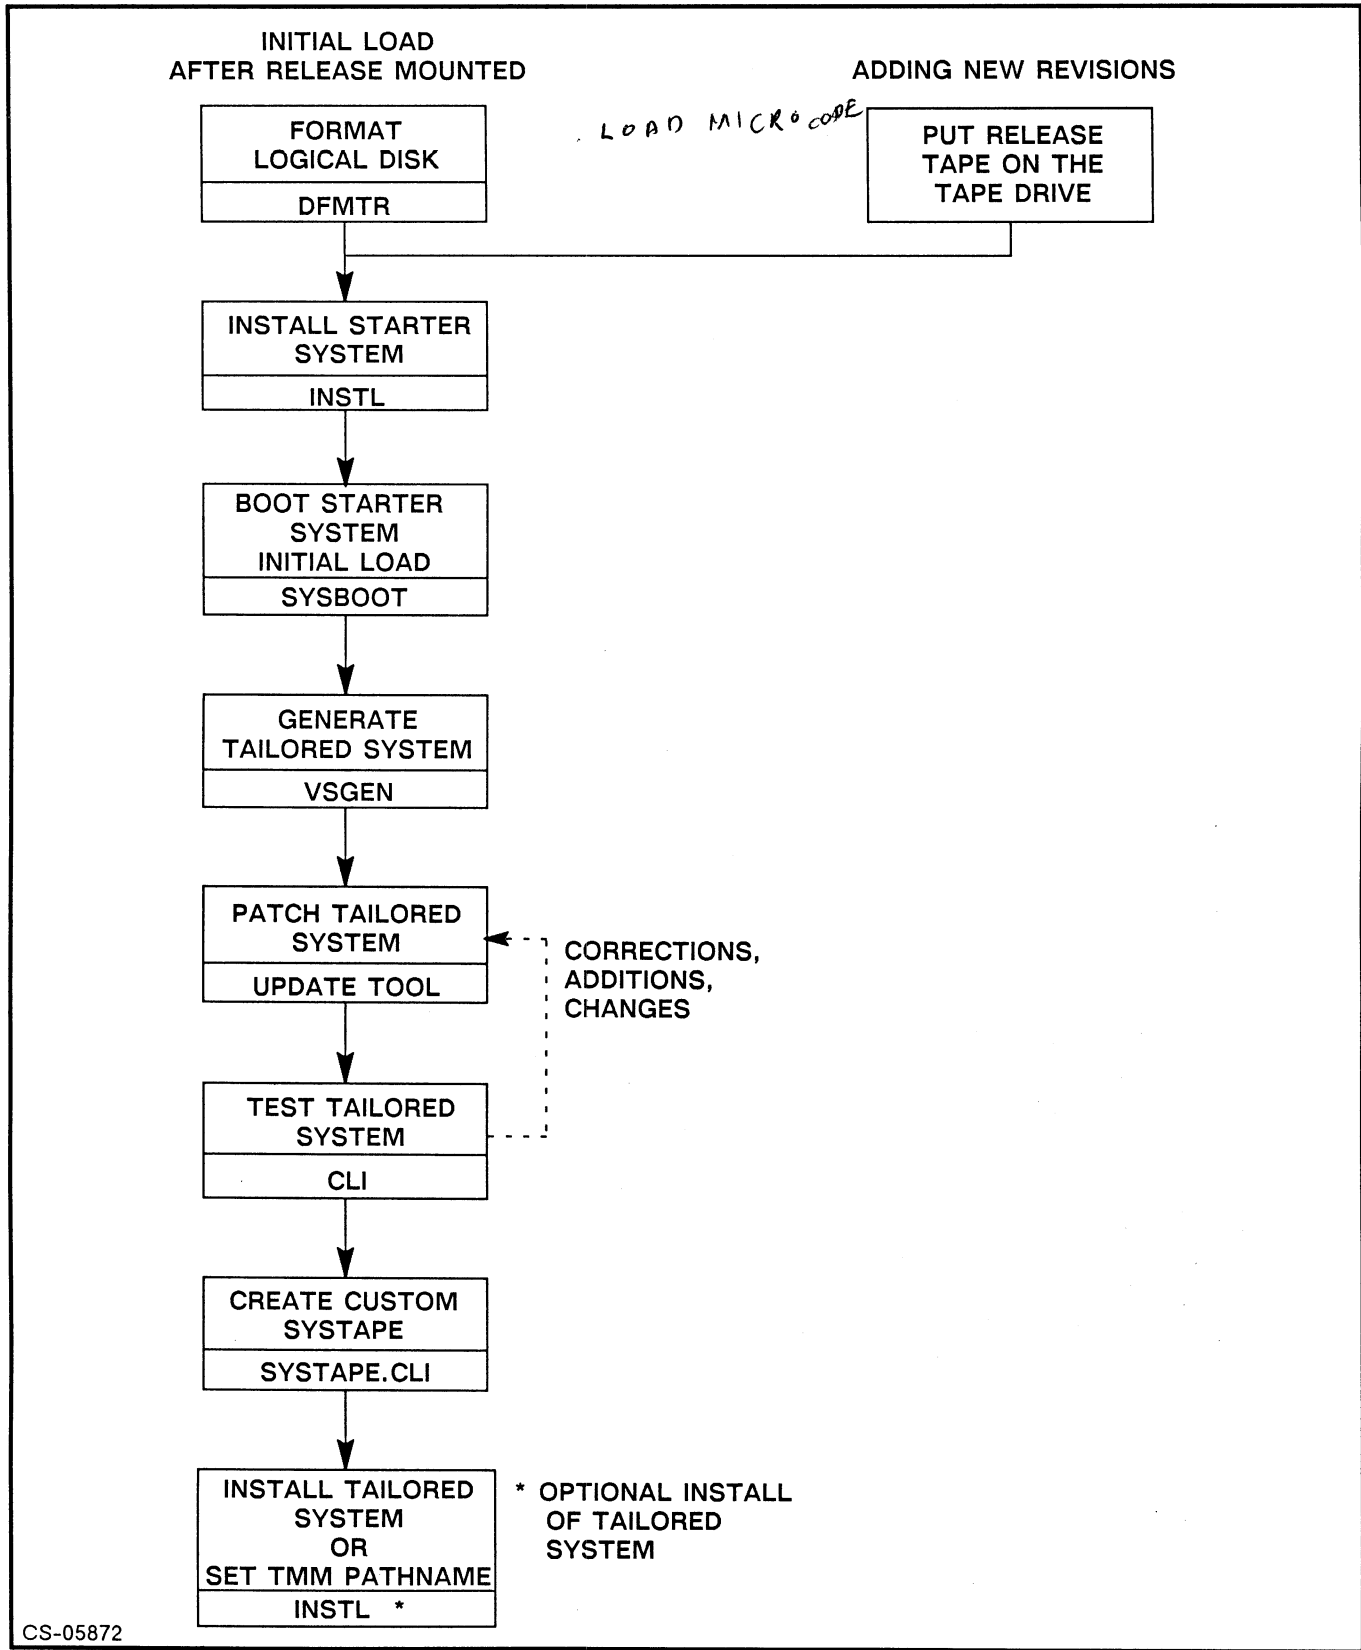 INITIAL LOAD
AFTER RELEASE MOUNTED
ADDING NEW REVISIONS
FORMAT
LOGICAL DISK
DFMTR
LOAD MICROCODE
PUT RELEASE
TAPE ON THE
TAPE DRIVE
INSTALL STARTER
SYSTEM
INSTL
BOOT STARTER
SYSTEM
INITIAL LOAD
SYSBOOT
GENERATE
TAILORED SYSTEM
VSGEN
PATCH TAILORED
SYSTEM
UPDATE TOOL
CORRECTIONS,
ADDITIONS,
CHANGES
TEST TAILORED
SYSTEM
CLI
CREATE CUSTOM
SYSTAPE
SYSTAPE.CLI
INSTALL TAILORED
SYSTEM
OR
SET TMM PATHNAME
INSTL *
* OPTIONAL INSTALL
OF TAILORED
SYSTEM
CS-05872